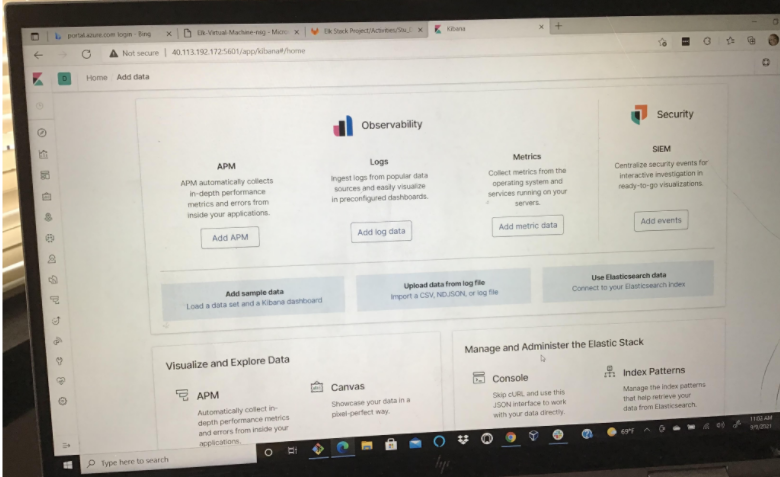 portal.azure.com login - Bing
Elk-Virtual-Machine-nsg - Micro
Elk Stack Project/Activities/Stu_
Kibana
Not secure
40.113.192.172:5601/app/kibana#/home
D
Home
Add data
Observability
Security
APM
APM automatically collects
in-depth performance
metrics and errors from
inside your applications.
Add APM
Logs
Ingest logs from popular data
sources and easily visualize
in preconfigured dashboards.
Add log data
Metrics
Collect metrics from the
operating system and
services running on your
servers.
Add metric data
SIEM
Centralize security events for
interactive investigation in
ready-to-go visualizations.
Add events
Add sample data
Load a data set and a Kibana dashboard
Upload data from log file
Import a CSV, NDJSON, or log file
Use Elasticsearch data
Connect to your Elasticsearch index
Visualize and Explore Data
APM
Automatically collect in-
depth performance metrics
and errors from inside your
applications.
Canvas
Showcase your data in a
pixel-perfect way.
Manage and Administer the Elastic Stack
Console
Skip cURL and use this
JSON interface to work
with your data directly.
Index Patterns
Manage the index patterns
that help retrieve your
data from Elasticsearch.
Type here to search
69°F
11:02 AM
9/5/2021
hp